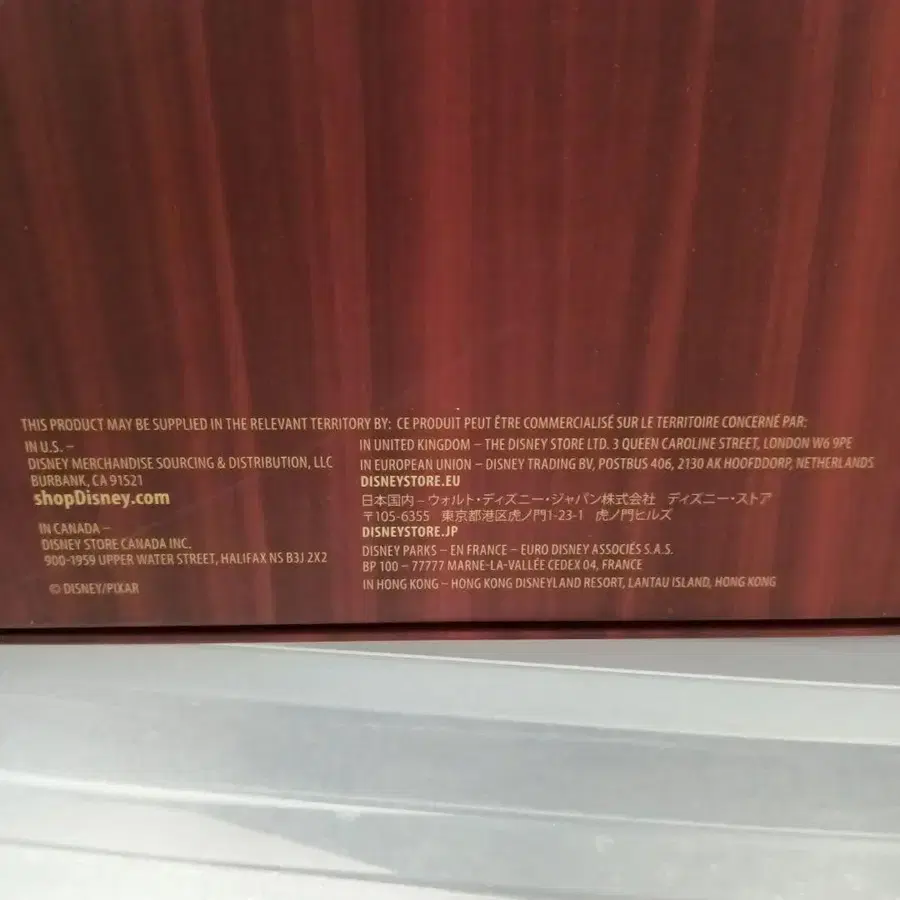 THIS PRODUCT MAY BE SUPPLIED IN THE RELEVANT TERRITORY BY: CE PRODUIT PEUT ÊTRE COMMERCIALISÉ SUR LE TERRITOIRE CONCERNÉ PAR:
IN U.S. –
DISNEY MERCHANDISE SOURCING & DISTRIBUTION, LLC
BURBANK, CA 91521
shopDisney.com
IN CANADA –
DISNEY STORE CANADA INC.
900-1959 UPPER WATER STREET, HALIFAX NS B3J 2X2
© DISNEY/PIXAR
IN UNITED KINGDOM – THE DISNEY STORE LTD. 3 QUEEN CAROLINE STREET, LONDON W6 9PE
IN EUROPEAN UNION – DISNEY TRADING BV, POSTBUS 406, 2130 AK HOOFDDORP, NETHERLANDS
DISNEYSTORE.EU
日本国内 – ウォルト・ディズニー・ジャパン株式会社 ディズニー・ストア
〒105-6355 東京都港区虎ノ門1-23-1 虎ノ門ヒルズ
DISNEYSTORE.JP
DISNEY PARKS – EN FRANCE – EURO DISNEY ASSOCIÉS S.A.S.
BP 100 – 77777 MARNE-LA-VALLÉE CEDEX 04, FRANCE
IN HONG KONG – HONG KONG DISNEYLAND RESORT, LANTAU ISLAND, HONG KONG